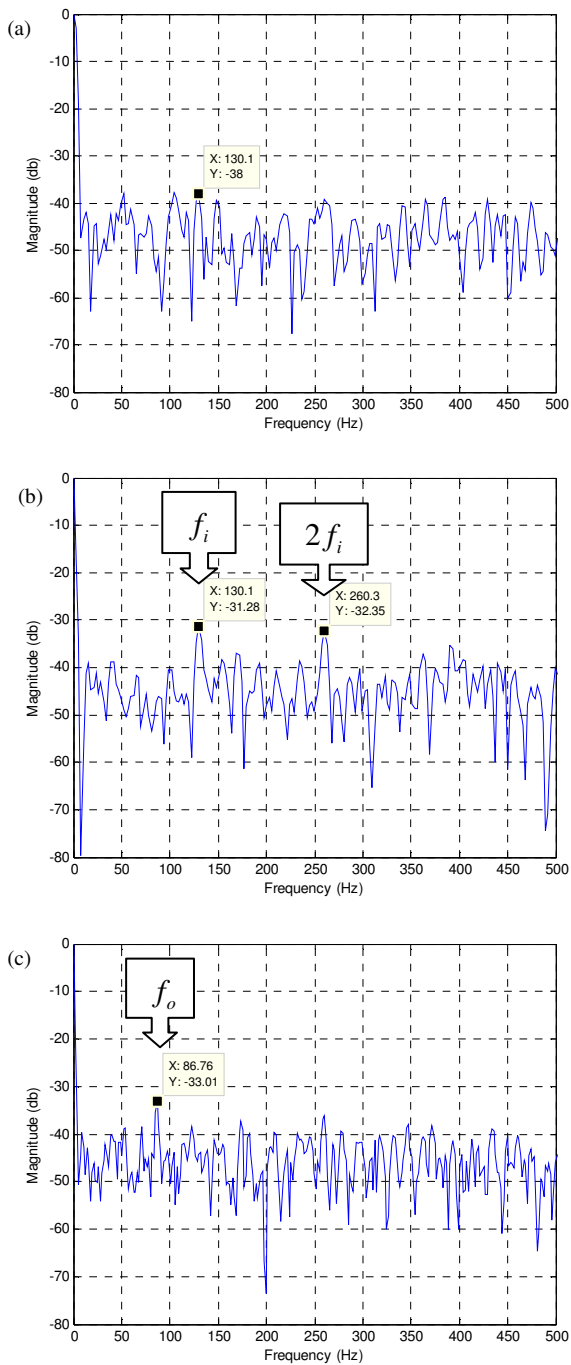 (a)
0
-10
-20
-30
-40
-50
-60
-70
-80
Magnitude (db)
X: 130.1
Y: -38
0 50 100 150 200 250 300 350 400 450 500
Frequency (Hz)
(b)
0
-10
-20
-30
-40
-50
-60
-70
-80
Magnitude (db)
f_i
2f_i
X: 130.1
Y: -31.28
X: 260.3
Y: -32.35
0 50 100 150 200 250 300 350 400 450 500
Frequency (Hz)
(c)
0
-10
-20
-30
-40
-50
-60
-70
-80
Magnitude (db)
f_o
X: 86.76
Y: -33.01
0 50 100 150 200 250 300 350 400 450 500
Frequency (Hz)